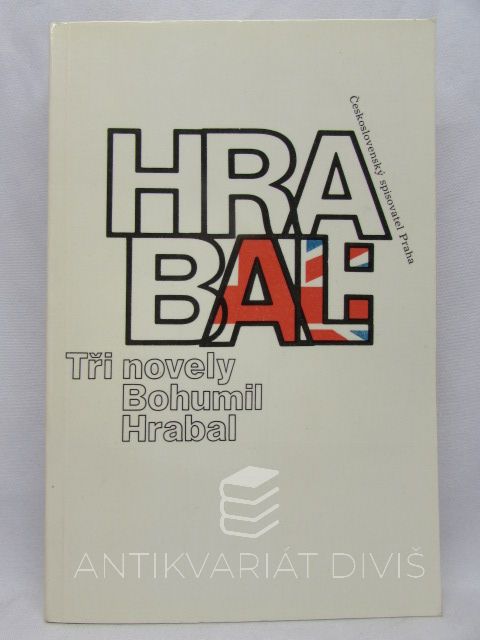 HRA
BAL:
Československý spisovatel Praha
Tři novely
Bohumil
Hrabal
ANTIKVARIÁT DIVIŠ